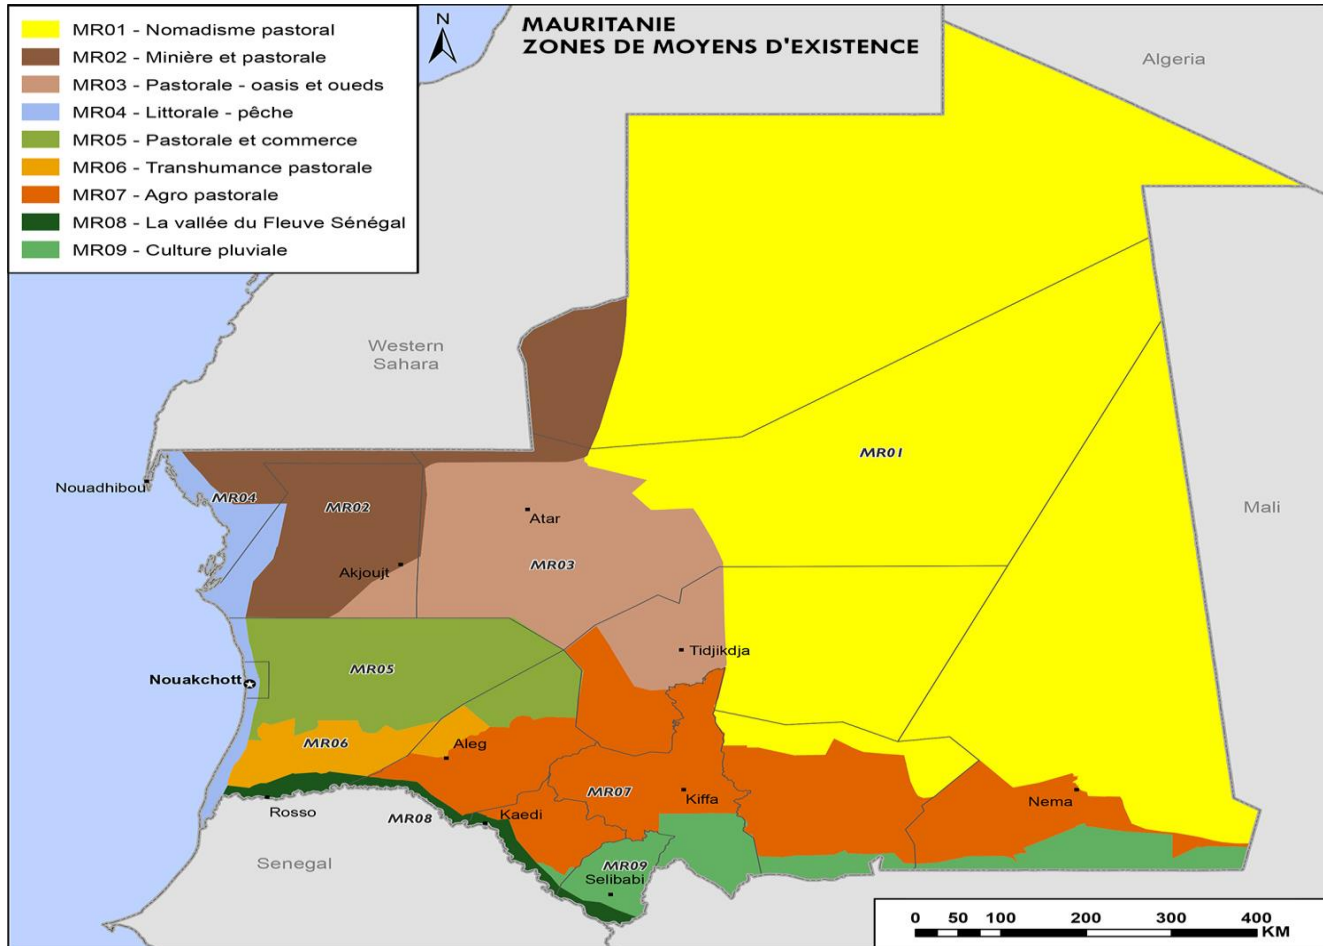 MR01 - Nomadisme pastoral
MR02 - Minière et pastorale
MR03 - Pastorale - oasis et oueds
MR04 - Littorale - pêche
MR05 - Pastorale et commerce
MR06 - Transhumance pastorale
MR07 - Agro pastorale
MR08 - La vallée du Fleuve Sénégal
MR09 - Culture pluviale
N
MAURITANIE
ZONES DE MOYENS D'EXISTENCE
Algeria
Western
Sahara
MR01
Nouadhibou
MR04
MR02
Atar
Mali
Akjoujt
MR03
Tidjikdja
MR05
Nouakchott
MR06
Aleg
MR07
Kiffa
Nema
Rosso
MR08
Kaedi
Senegal
MR09
Selibabi
0 50 100 200 300 400
KM